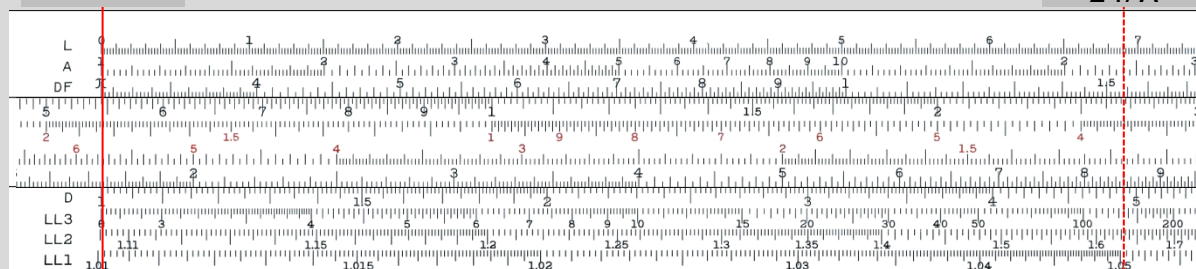 L 0 1 2 3 4 5 6 7
A 1 2 3 4 5 6 7 8 9 10 2 3
DF π 4 5 6 7 8 9 1 1.5
5 6 7 8 9 1 1.5 2
2 1.5 1 9 8 7 6 5 4
6 5 4 3 2 1.5
2 3 4 5 6 7 8 9
D 1 1.5 2 3 4 5
LL3 e 3 4 5 6 7 8 9 10 15 20 30 40 50 100 200
LL2 1.11 1.15 1.2 1.25 1.3 1.35 1.4 1.5 1.6 1.7
LL1 1.01 1.015 1.02 1.03 1.04 1.05